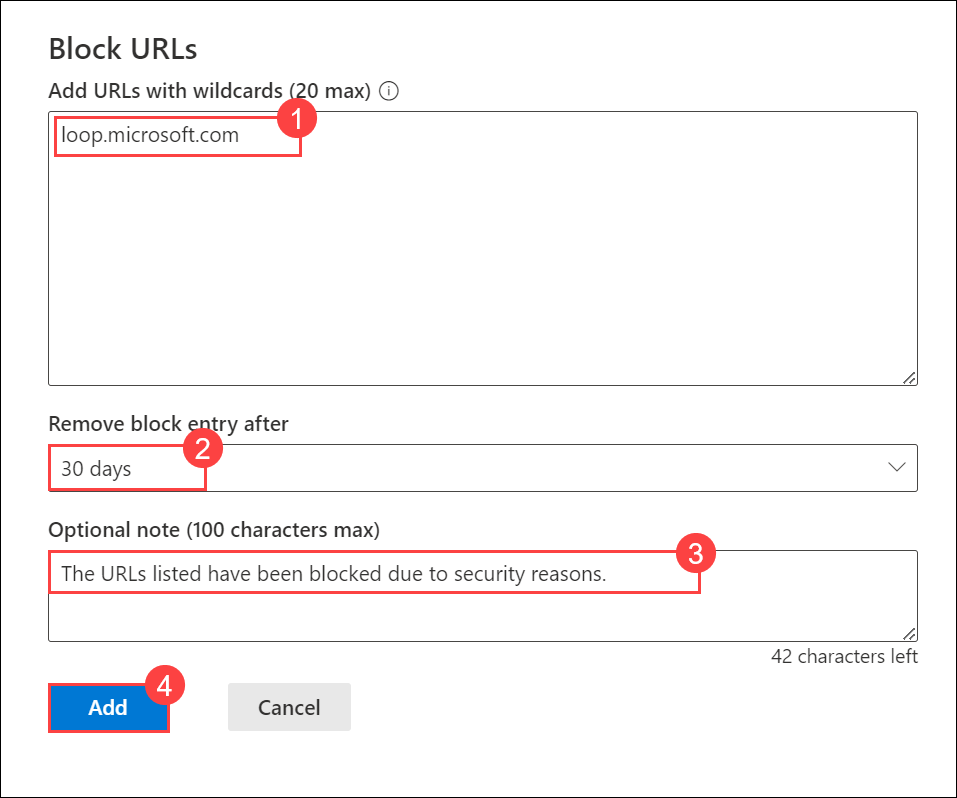 Block URLs
Add URLs with wildcards (20 max)
1
loop.microsoft.com
Remove block entry after
2
30 days
Optional note (100 characters max)
3
The URLs listed have been blocked due to security reasons.
42 characters left
4
Add
Cancel